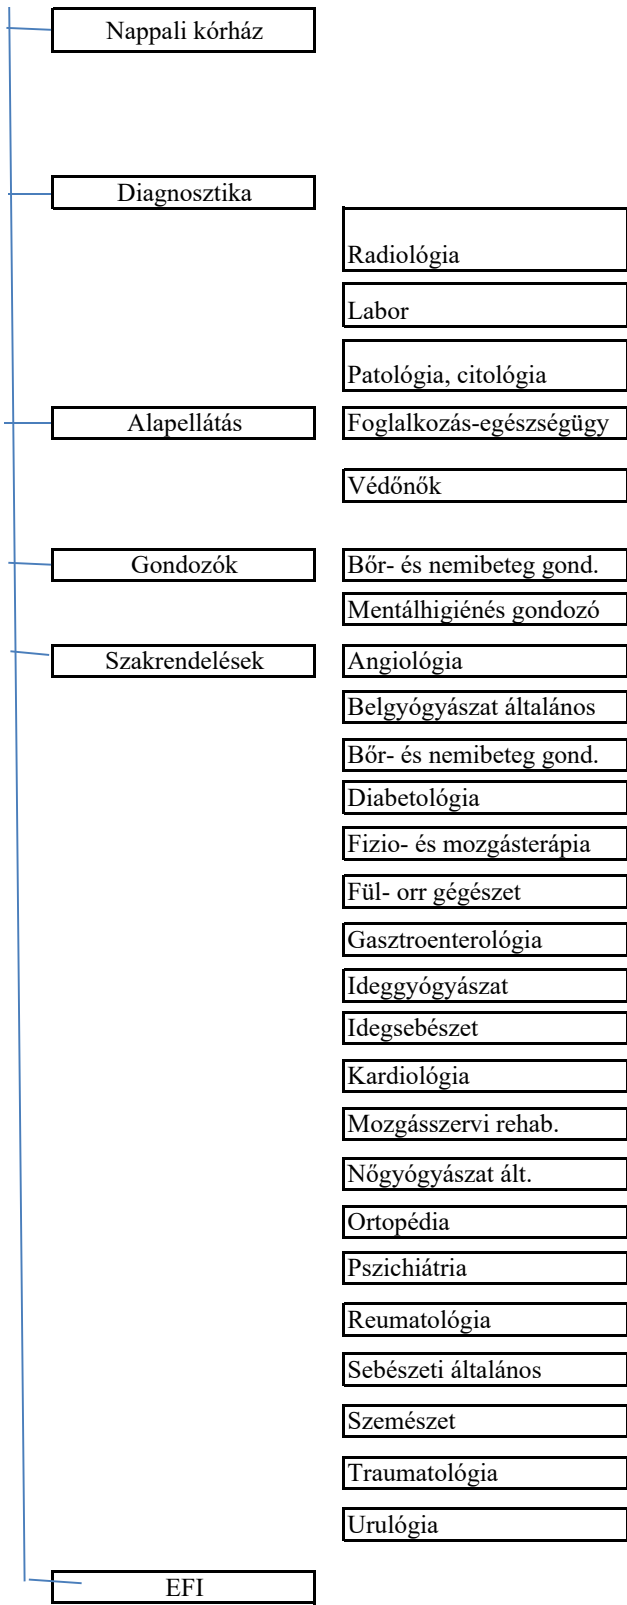 Nappali kórház
Diagnosztika
Radiológia
Labor
Patológia, citológia
Alapellátás
Foglalkozás-egészségügy
Védőnők
Gondozók
Bőr- és nemibeteg gond.
Mentálhigiénés gondozó
Szakrendelések
Angiológia
Belgyógyászat általános
Bőr- és nemibeteg gond.
Diabetológia
Fizio- és mozgásterápia
Fül- orr gégészet
Gasztroenterológia
Ideggyógyászat
Idegsebészet
Kardiológia
Mozgásszervi rehab.
Nőgyógyászat ált.
Ortopédia
Pszichiátria
Reumatológia
Sebészeti általános
Szemészet
Traumatológia
Urulógia
EFI